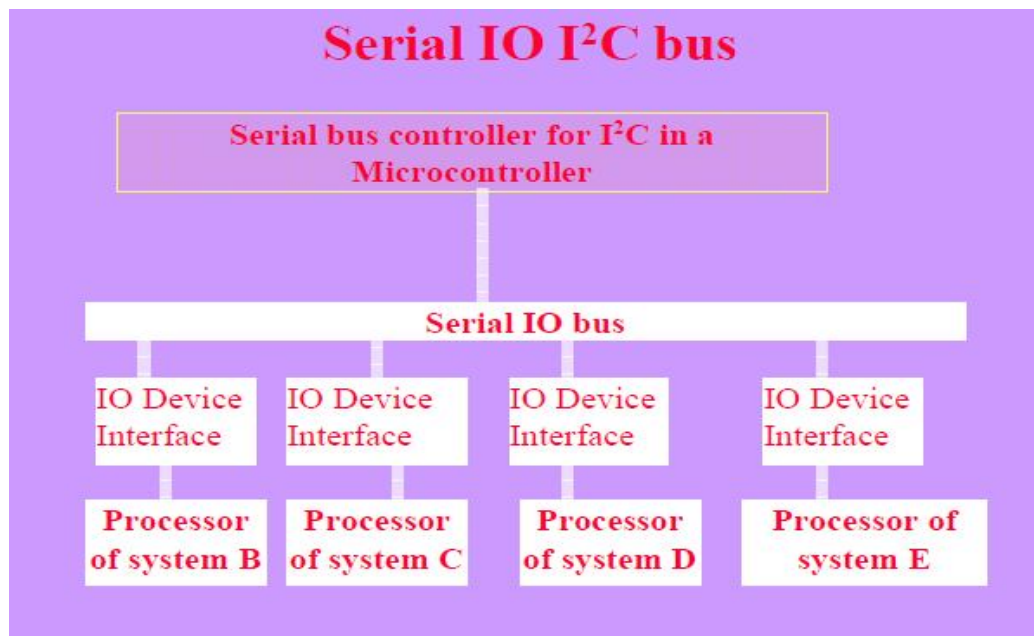 Serial IO I²C bus
Serial bus controller for I²C in a
Microcontroller
Serial IO bus
IO Device
Interface
IO Device
Interface
IO Device
Interface
IO Device
Interface
Processor
of system B
Processor
of system C
Processor
of system D
Processor of
system E